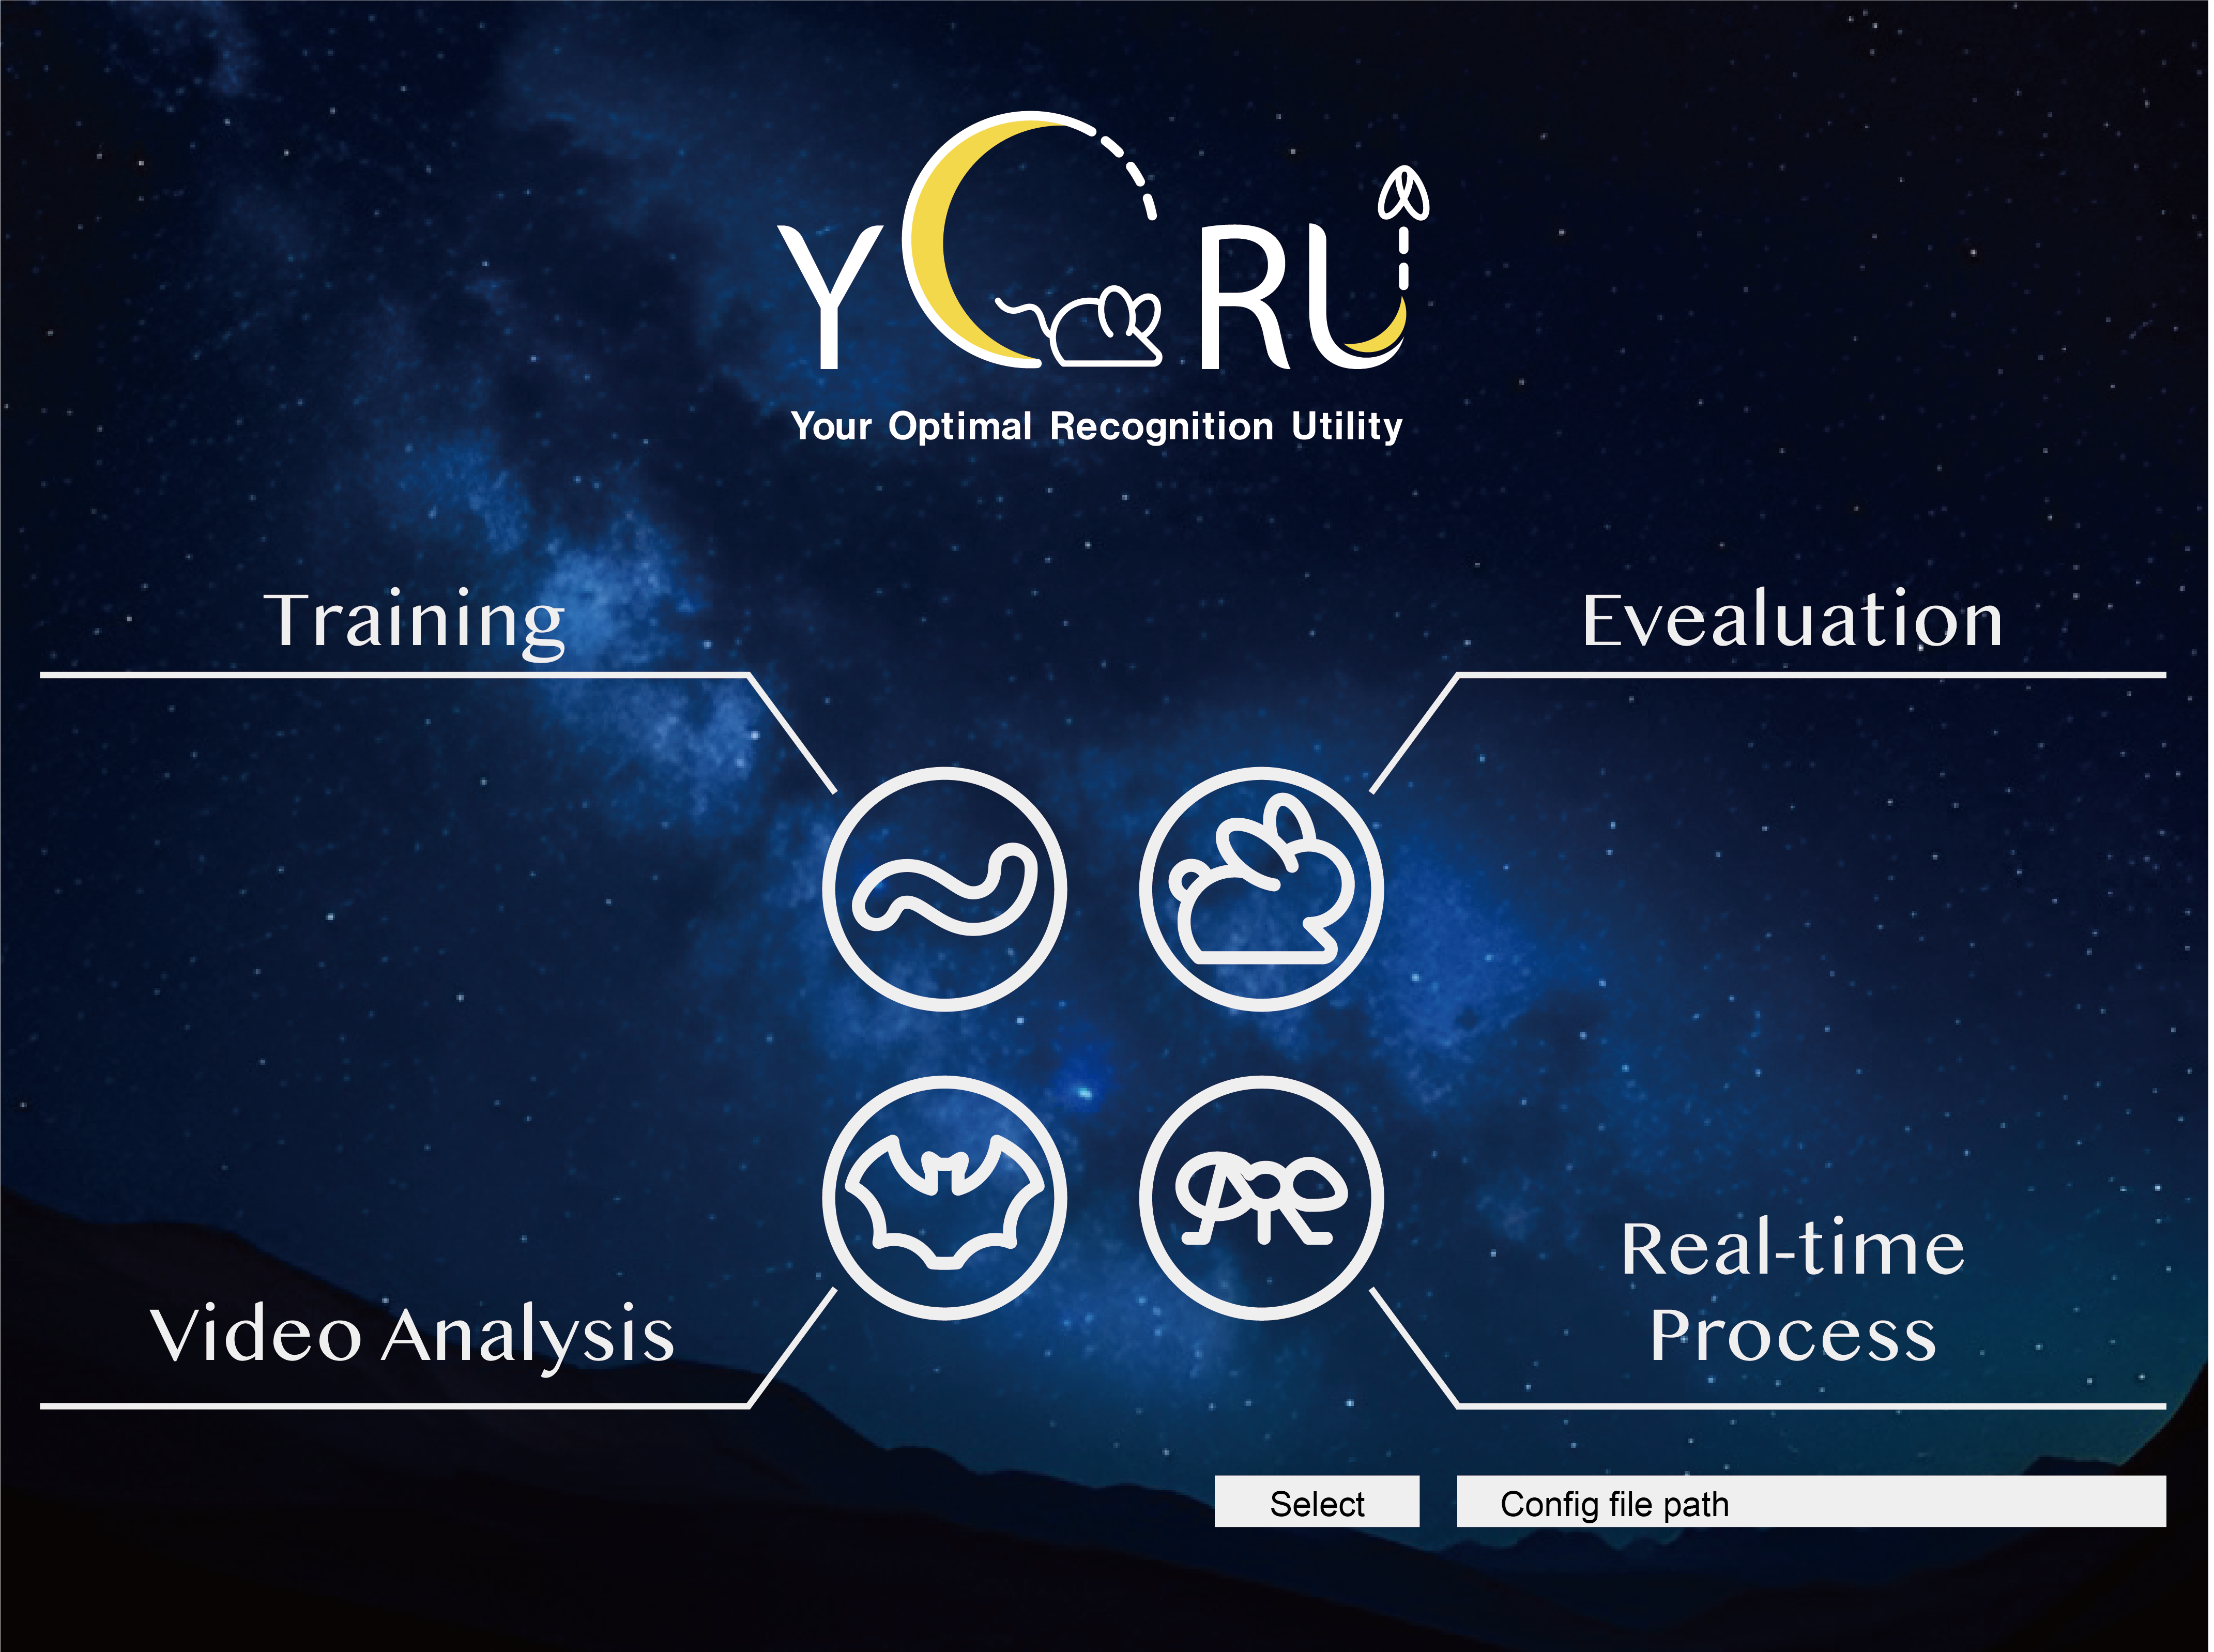 YORU
Your Optimal Recognition Utility
Training
Evealuation
Video Analysis
Real-time
Process
Select
Config file path